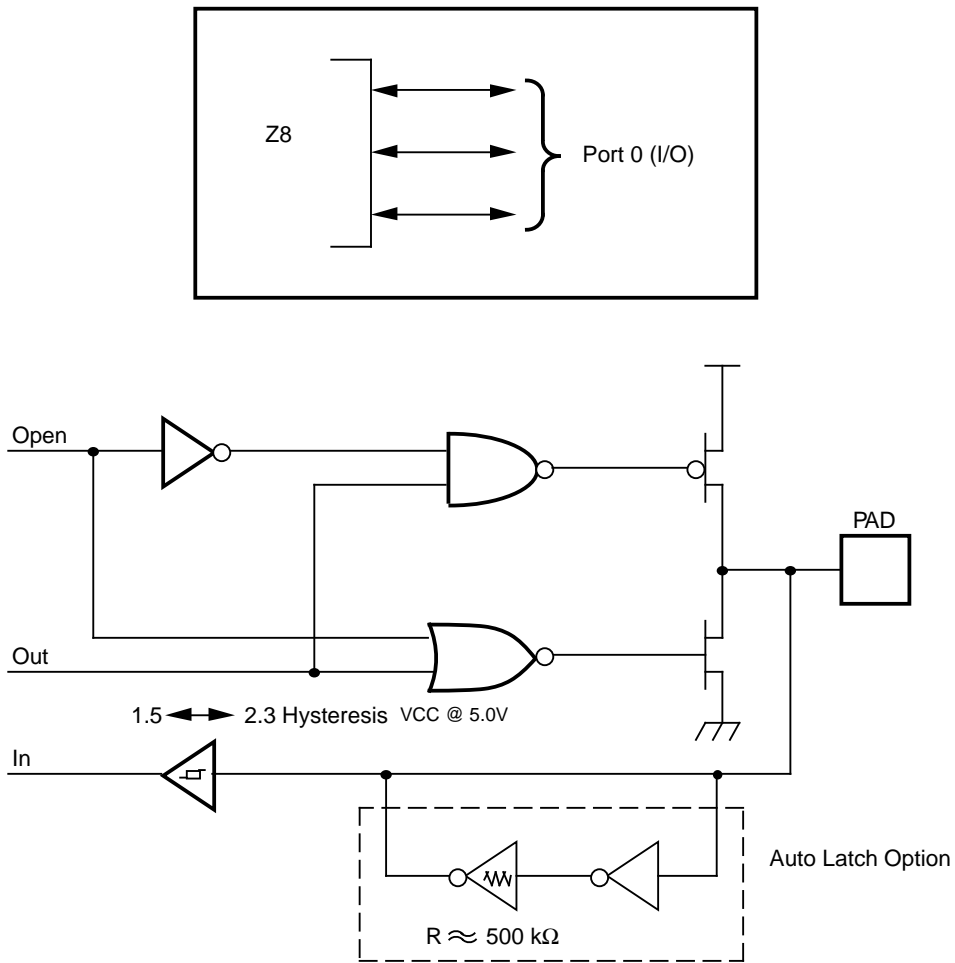 Z8
Port 0 (I/O)
Open
PAD
Out
1.5 2.3 Hysteresis VCC @ 5.0V
In
Auto Latch Option
R ≈ 500 kΩ